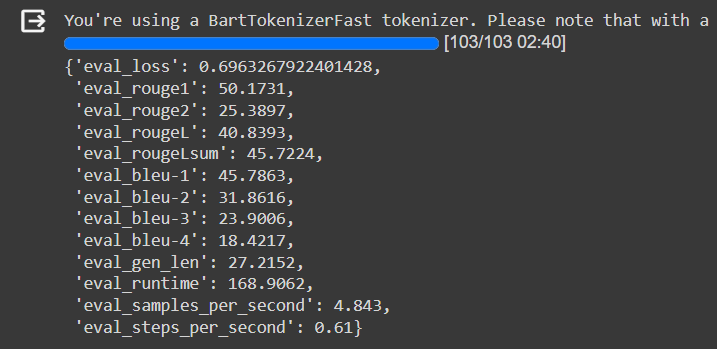 You're using a BartTokenizerFast tokenizer. Please note that with a
[103/103 02:40]
{'eval_loss': 0.6963267922401428,
'eval_rouge1': 50.1731,
'eval_rouge2': 25.3897,
'eval_rougeL': 40.8393,
'eval_rougeLsum': 45.7224,
'eval_bleu-1': 45.7863,
'eval_bleu-2': 31.8616,
'eval_bleu-3': 23.9006,
'eval_bleu-4': 18.4217,
'eval_gen_len': 27.2152,
'eval_runtime': 168.9062,
'eval_samples_per_second': 4.843,
'eval_steps_per_second': 0.61}